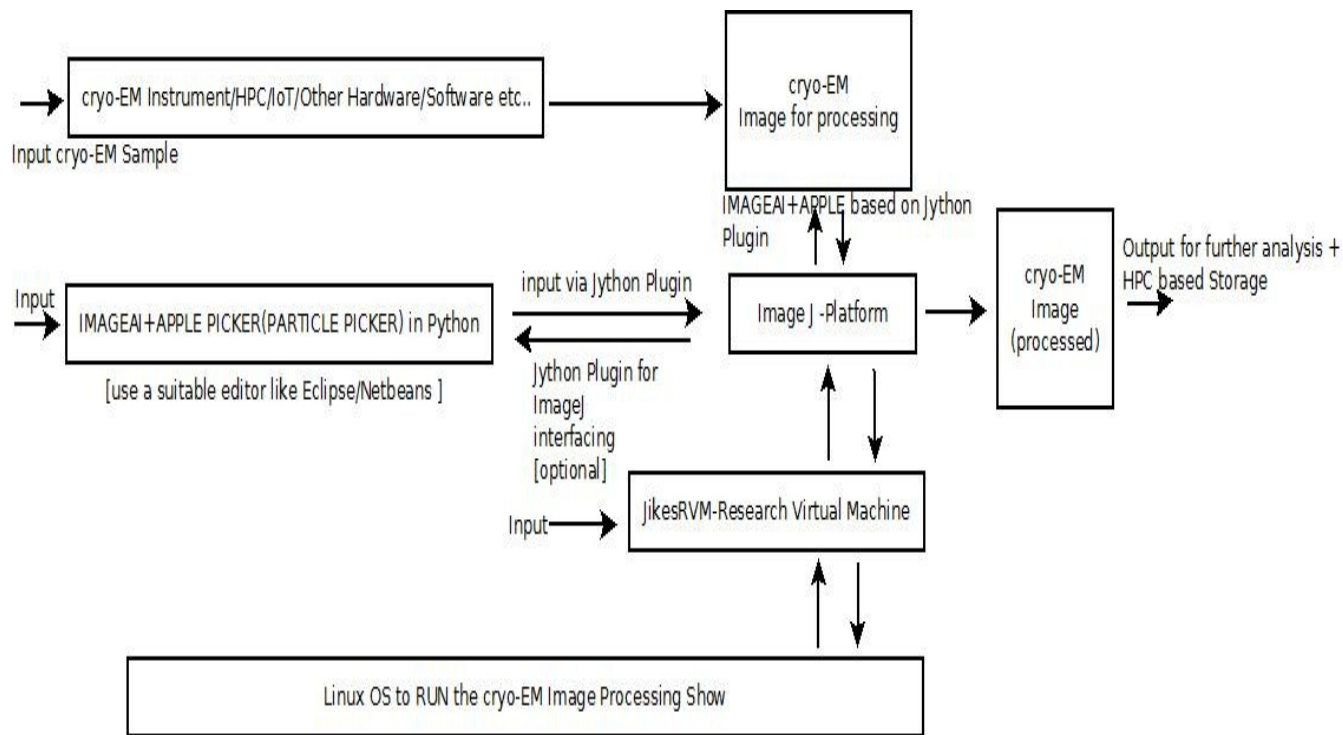 cryo-EM Instrument/HPC/IoT/Other Hardware/Software etc..
Input cryo-EM Sample
cryo-EM
Image for processing
IMAGEAI+APPLE based on Jython
Plugin
Input
IMAGEAI+APPLE PICKER(PARTICLE PICKER) in Python
[use a suitable editor like Eclipse/Netbeans ]
input via Jython Plugin
Jython Plugin for
ImageJ
interfacing
[optional]
Image J -Platform
cryo-EM
Image
(processed)
Output for further analysis +
HPC based Storage
Input
JikesRVM-Research Virtual Machine
Linux OS to RUN the cryo-EM Image Processing Show